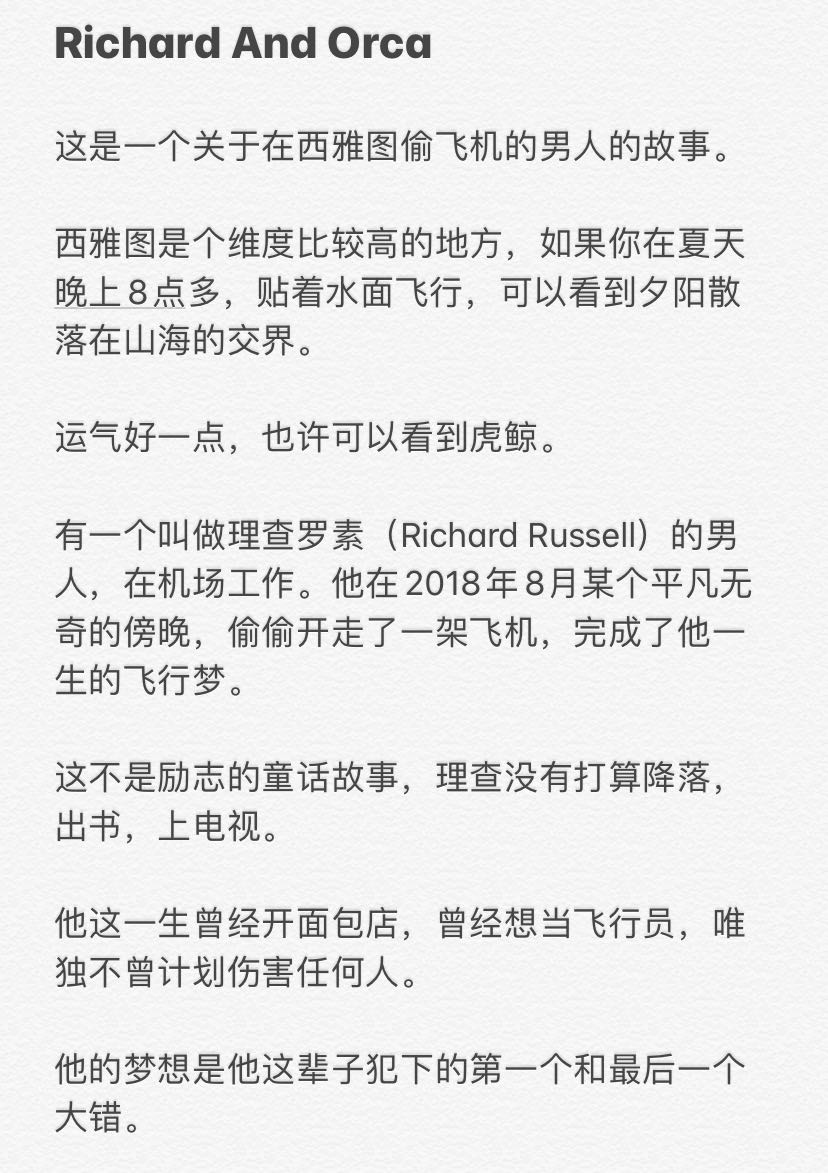 Richard And Orca
这是一个关于在西雅图偷飞机的男人的故事。
西雅图是个维度比较高的地方，如果你在夏天
晚上8点多，贴着水面飞行，可以看到夕阳散
落在山海的交界。
运气好一点，也许可以看到虎鲸。
有一个叫做理查罗素（Richard Russell）的男
人，在机场工作。他在2018年8月某个平凡无
奇的傍晚，偷偷开走了一架飞机，完成了他一
生的飞行梦。
这不是励志的童话故事，理查没有打算降落，
出书，上电视。
他这一生曾经开面包店，曾经想当飞行员，唯
独不曾计划伤害任何人。
他的梦想是他这辈子犯下的第一个和最后一个
大错。